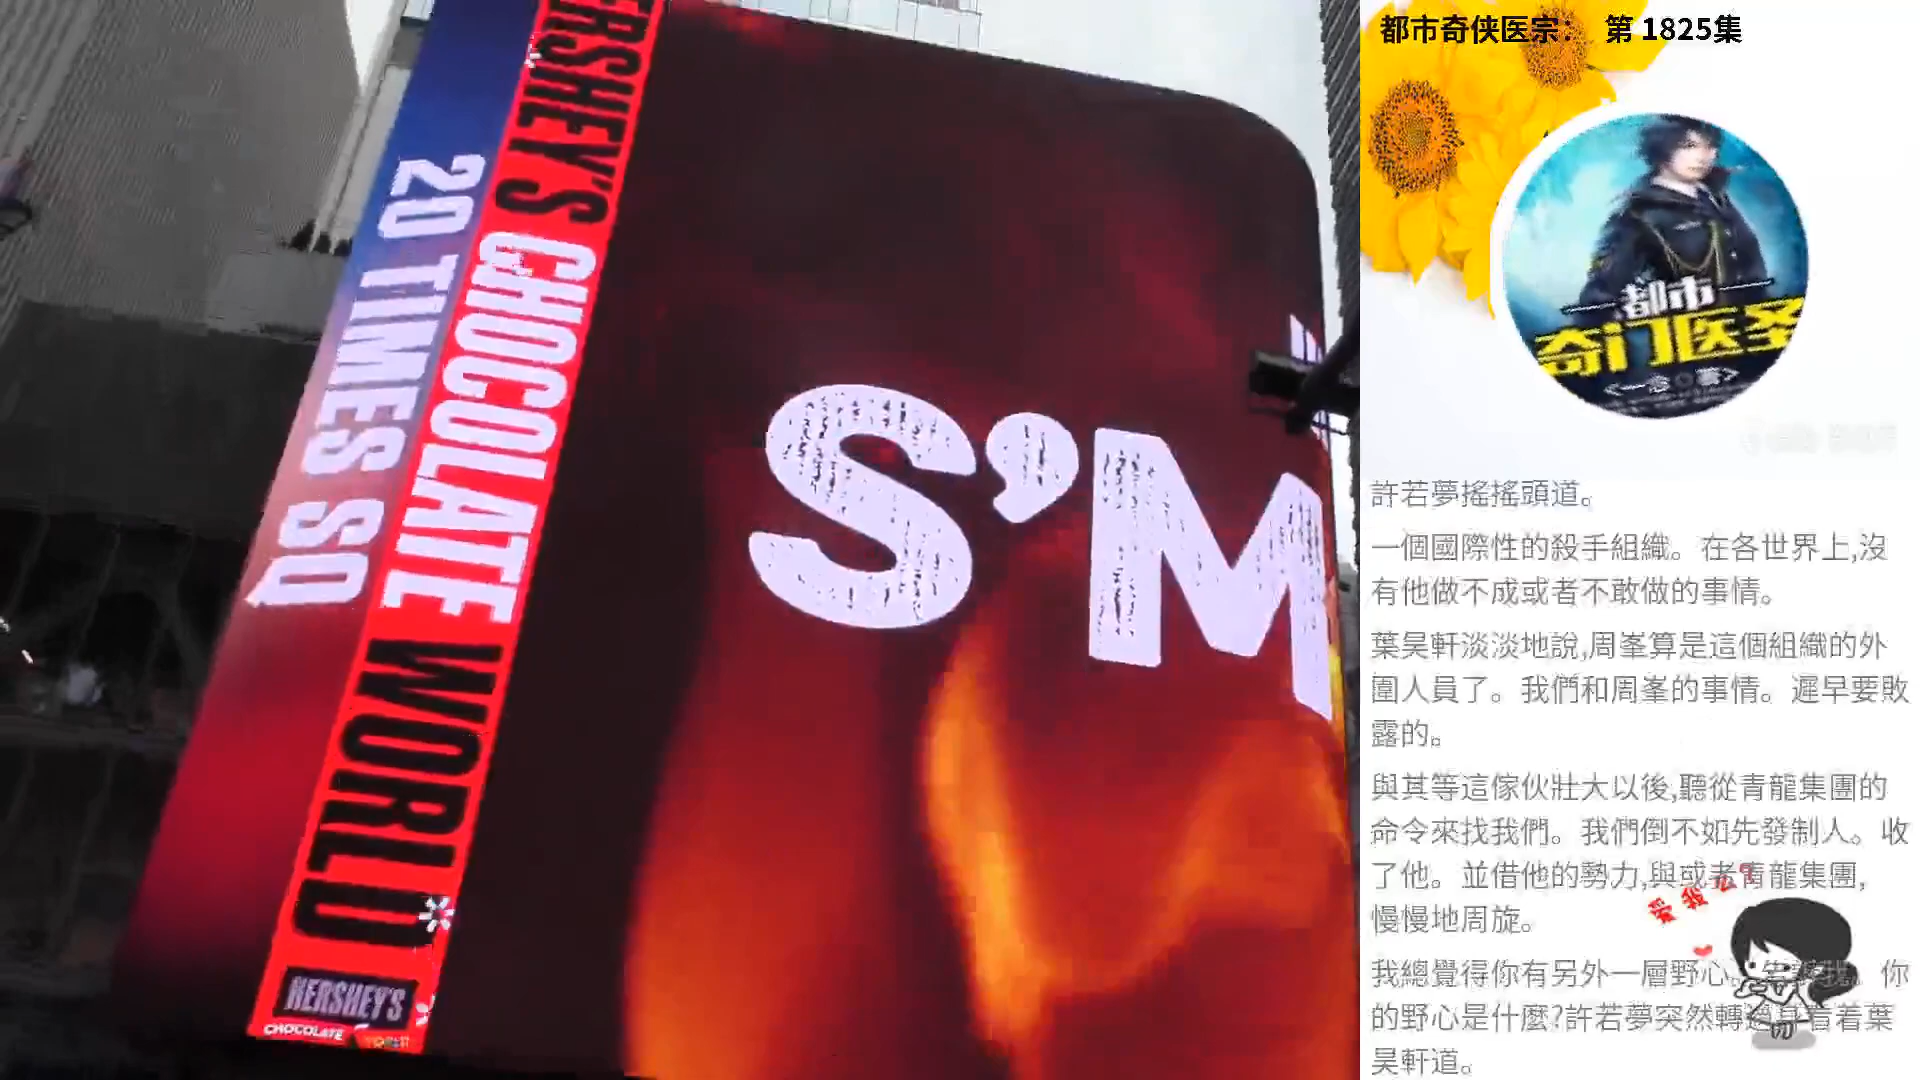 20 TIMES SQ
HERSHEY'S CHOCOLATE WORLD
HERSHEY'S
CHOCOLATE
S'M
都市奇侠医宗： 第 1825集
都市
奇门医圣
許若夢搖搖頭道。
一個國際性的殺手組織。在各世界上,沒
有他做不成或者不敢做的事情。
葉昊軒淡淡地說,周峯算是這個組織的外
圍人員了。我們和周峯的事情。遲早要敗
露的。
與其等這傢伙壯大以後,聽從青龍集團的
命令來找我們。我們倒不如先發制人。收
了他。並借他的勢力,與或者青龍集團,
慢慢地周旋。
我總覺得你有另外一層野心。告訴我。你
的野心是什麼?許若夢突然轉過身看着葉
昊軒道。